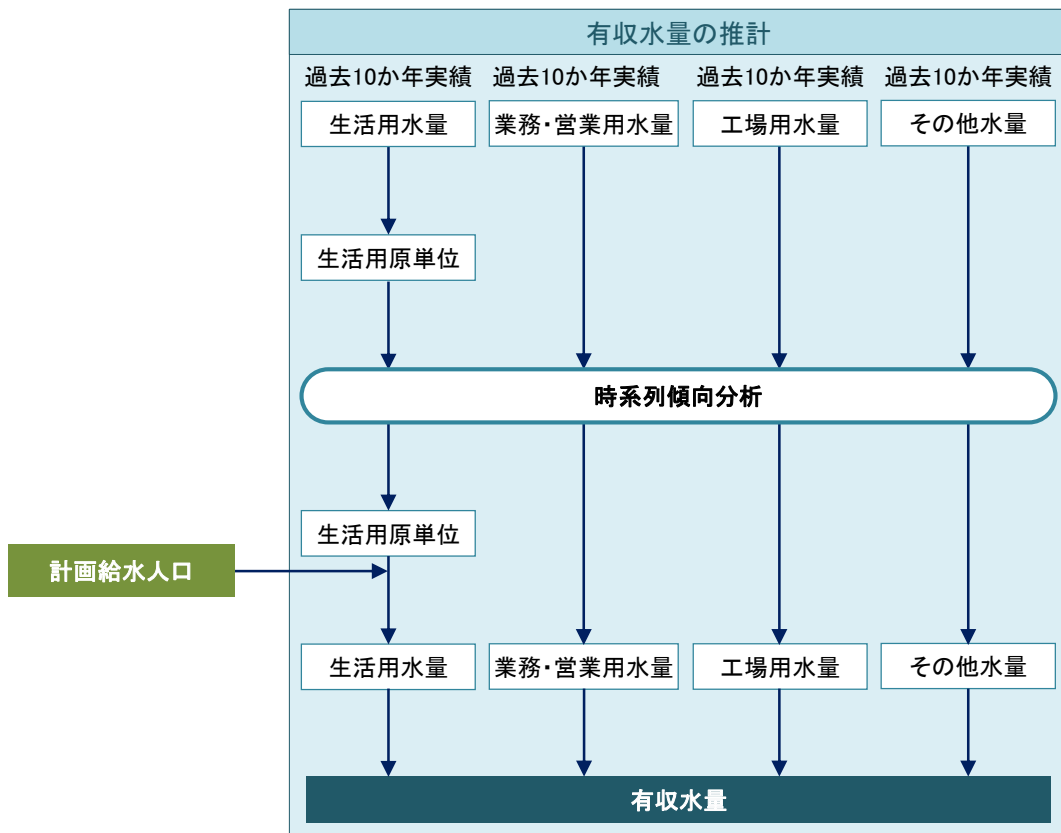 有収水量の推計
過去10か年実績 過去10か年実績 過去10か年実績 過去10か年実績
生活用水量 業務・営業用水量 工場用水量 その他水量
生活用原単位
時系列傾向分析
生活用原単位
計画給水人口
生活用水量 業務・営業用水量 工場用水量 その他水量
有収水量